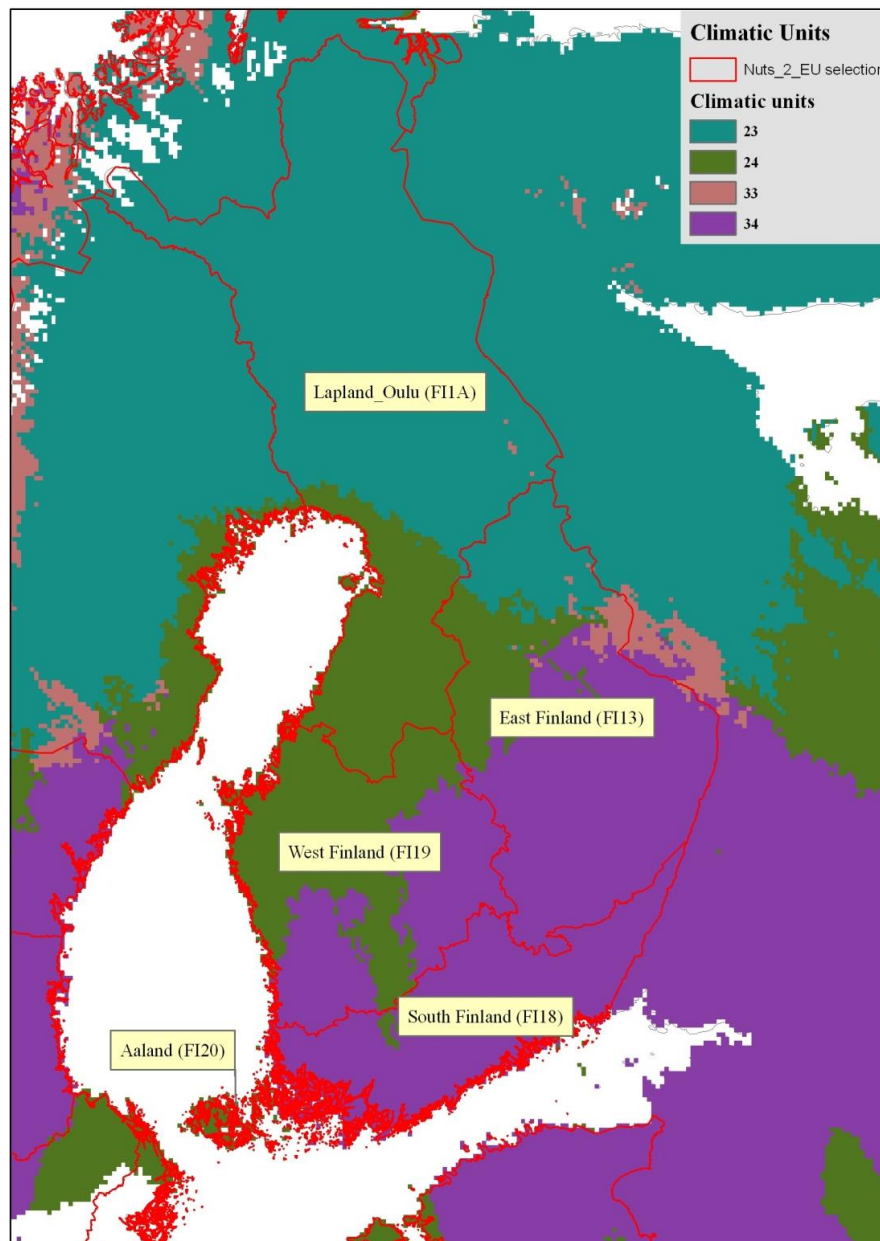 Climatic Units
Nuts_2_EU selection
Climatic units
23
24
33
34
Lapland_Oulu (FI1A)
East Finland (FI13)
West Finland (FI19
South Finland (FI18)
Aaland (FI20)